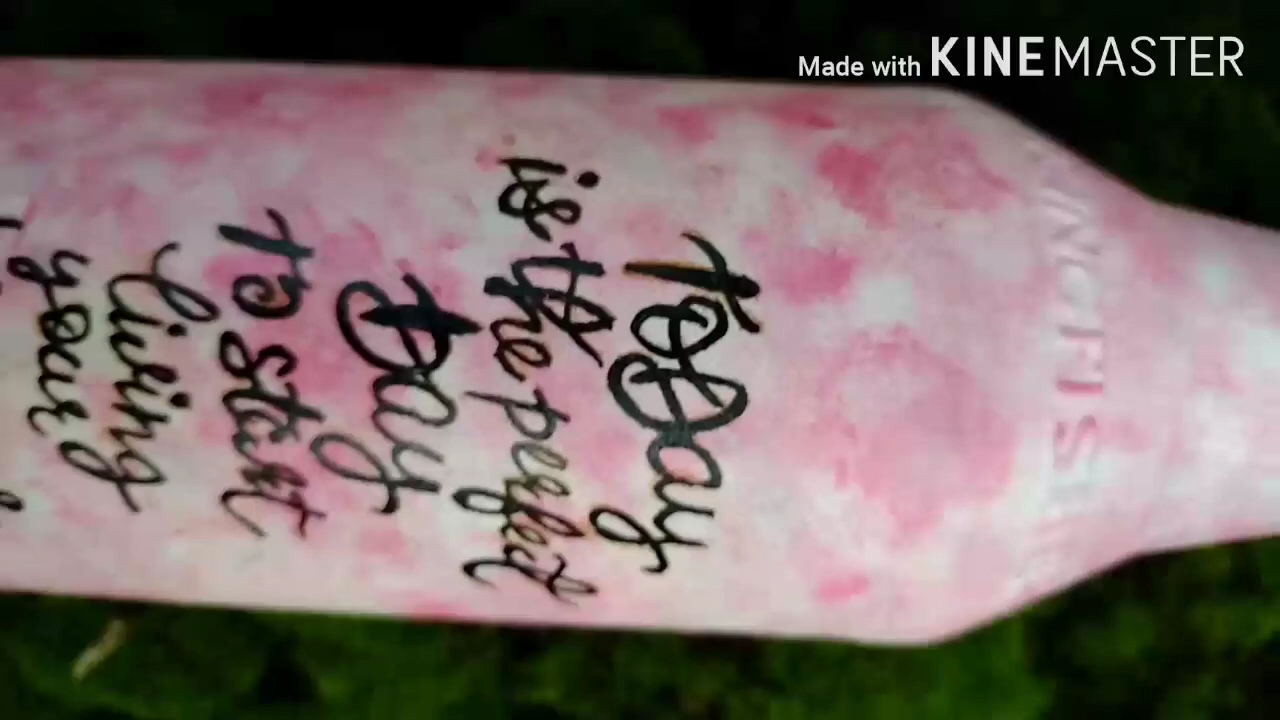 Made with KINEMASTER
today
is the perfect
day
to start
living
your